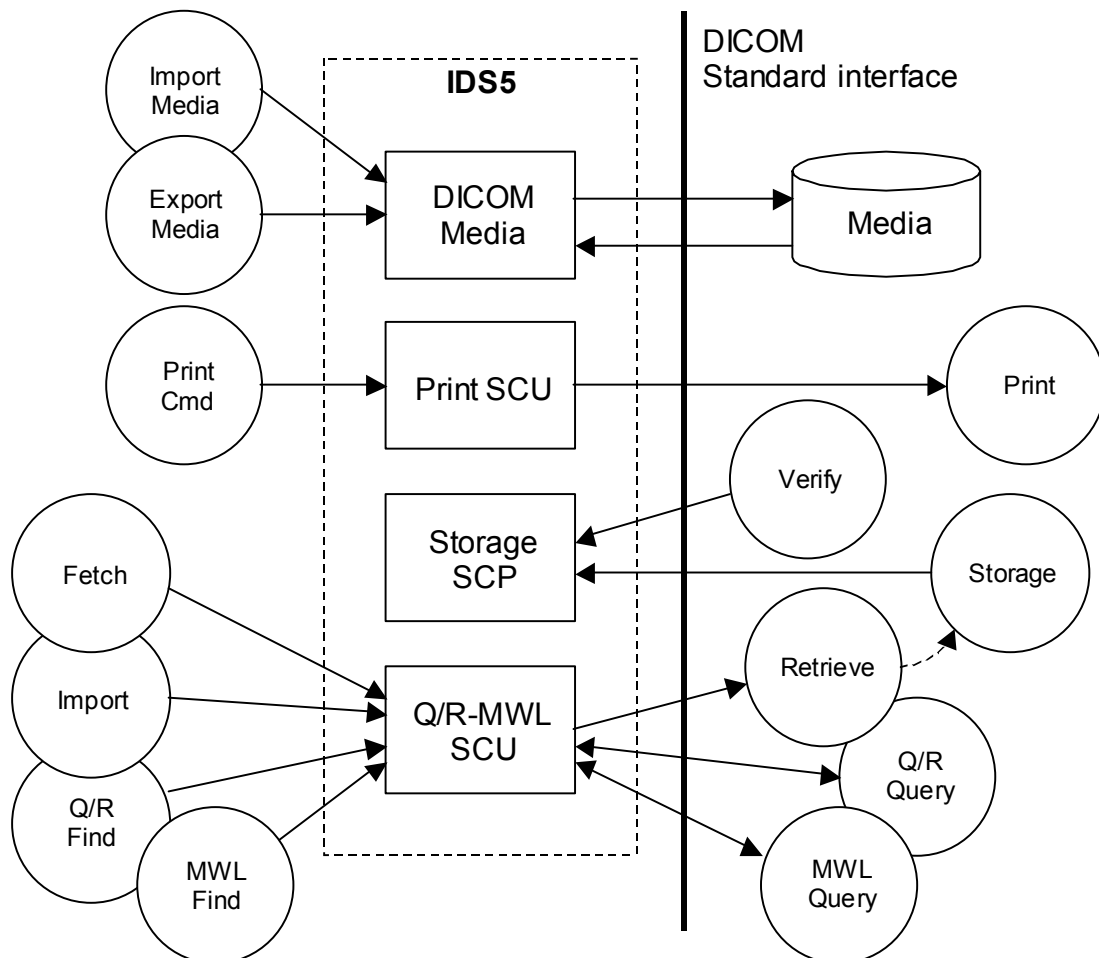 DICOM
Standard interface
IDS5
Import
Media
Export
Media
DICOM
Media
Media
Print
Cmd
Print SCU
Print
Verify
Storage
SCP
Storage
Fetch
Import
Q/R
Find
MWL
Find
Q/R-MWL
SCU
Retrieve
Q/R
Query
MWL
Query